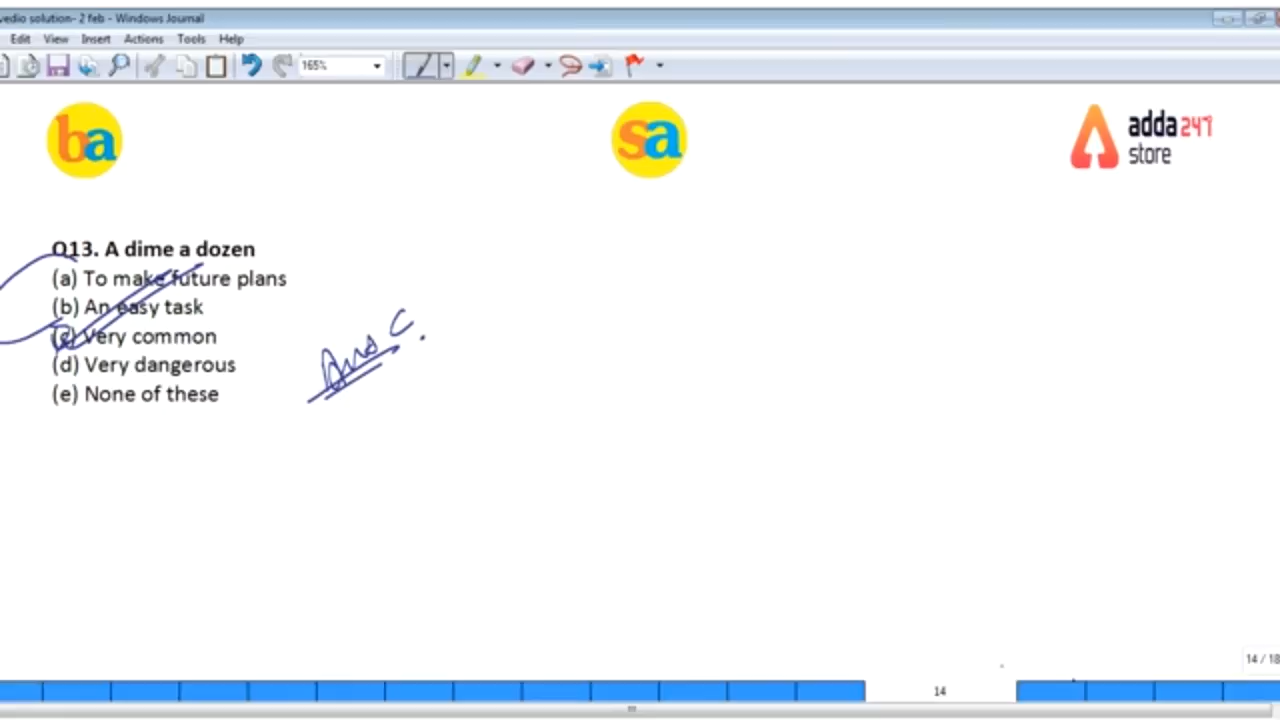 vedio solution- 2 feb - Windows Journal
Edit View Insert Actions Tools Help
165%
ba
sa
adda 247
store
Q13. A dime a dozen
(a) To make future plans
(b) An easy task
(c) Very common
(d) Very dangerous
(e) None of these
Ans C.
14 / 18
14